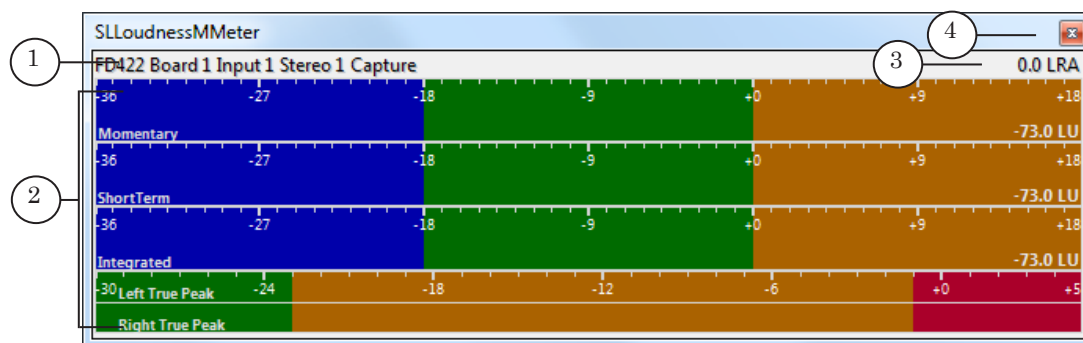 SLLoudnessMMeter
4
1
FD422 Board 1 Input 1 Stereo 1 Capture
3
0.0 LRA
2
-36 -27 -18 -9 +0 +9 +18
Momentary -73.0 LU
-36 -27 -18 -9 +0 +9 +18
ShortTerm -73.0 LU
-36 -27 -18 -9 +0 +9 +18
Integrated -73.0 LU
-30 -24 -18 -12 -6 +0 +5
Left True Peak
Right True Peak